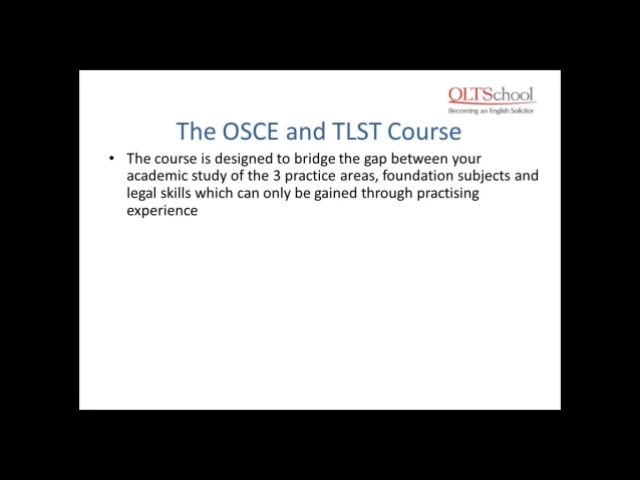 QLTSchool
Becoming an English Solicitor
The OSCE and TLST Course
• The course is designed to bridge the gap between your
academic study of the 3 practice areas, foundation subjects and
legal skills which can only be gained through practising
experience